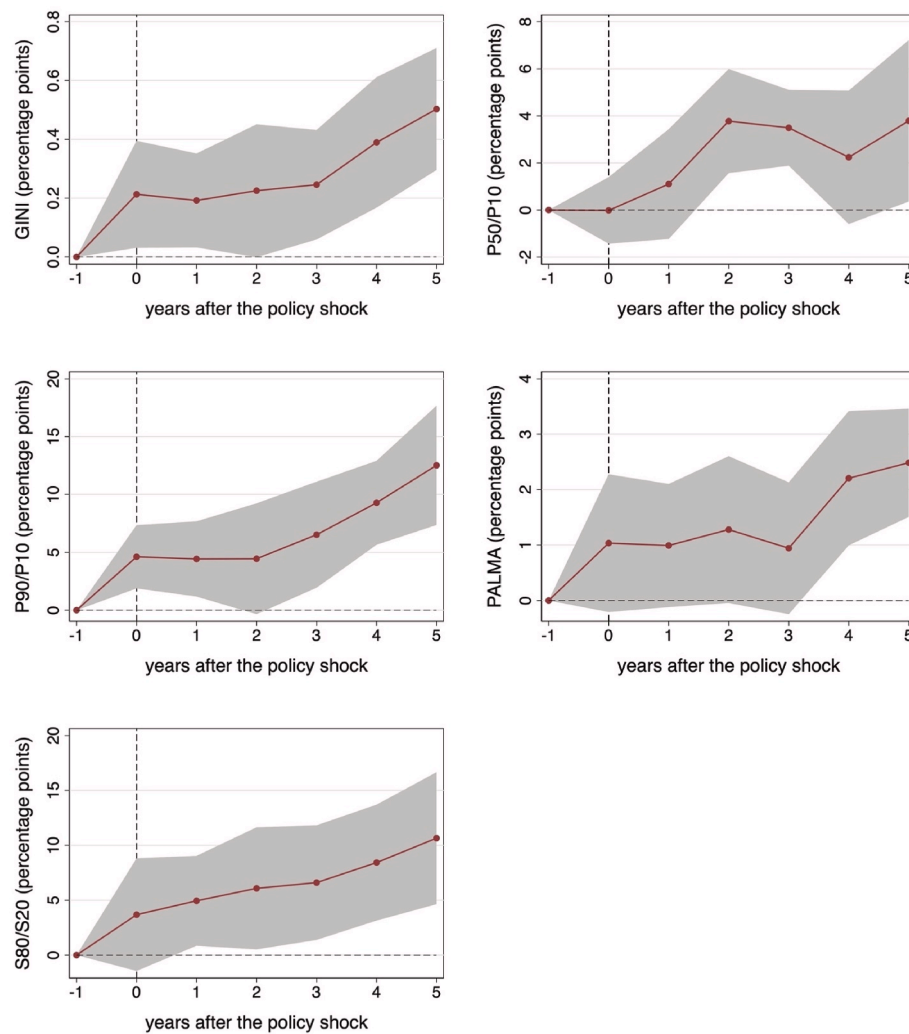 GINI (percentage points)
0.0 0.2 0.4 0.6 0.8
-1 0 1 2 3 4 5
years after the policy shock
P50/P10 (percentage points)
-2 0 2 4 6 8
-1 0 1 2 3 4 5
years after the policy shock
P90/P10 (percentage points)
0 5 10 15 20
-1 0 1 2 3 4 5
years after the policy shock
PALMA (percentage points)
0 1 2 3 4
-1 0 1 2 3 4 5
years after the policy shock
S80/S20 (percentage points)
0 5 10 15 20
-1 0 1 2 3 4 5
years after the policy shock